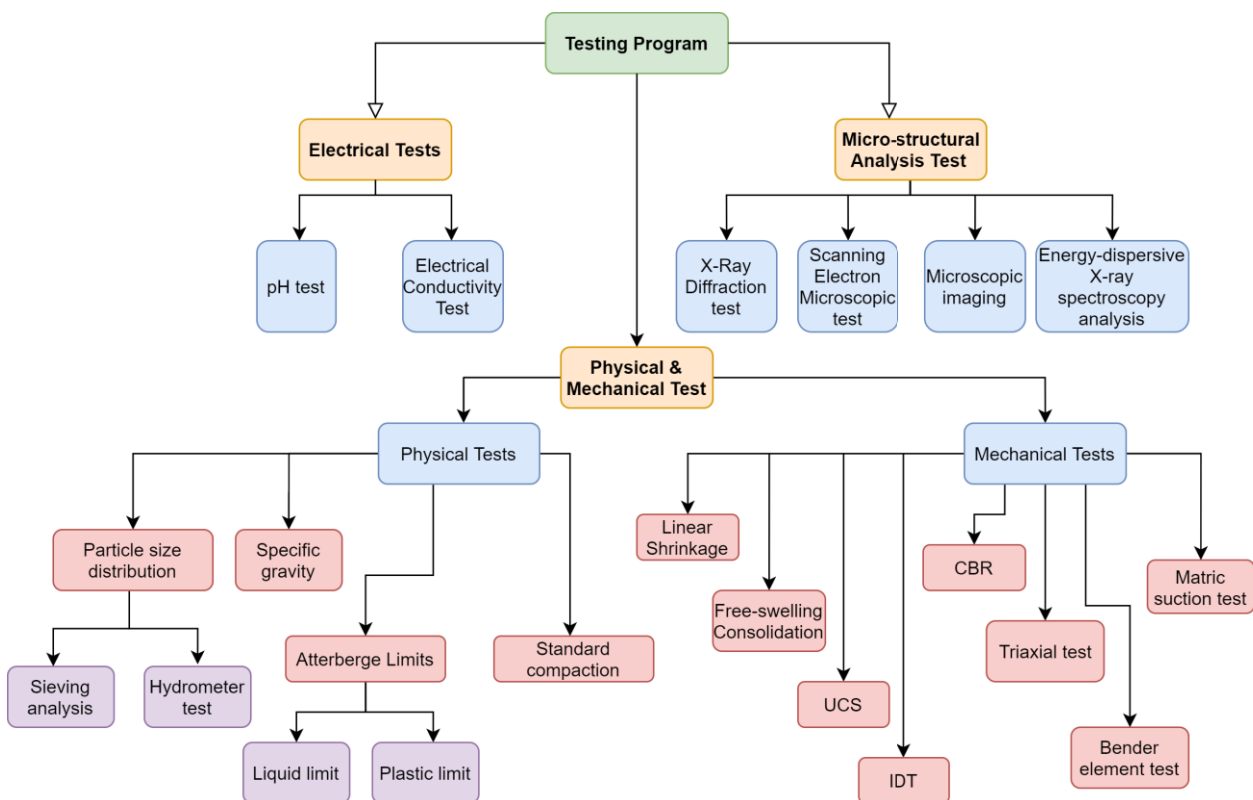 Testing Program
Electrical Tests
Micro-structural
Analysis Test
pH test
Electrical
Conductivity
Test
X-Ray
Diffraction
test
Scanning
Electron
Microscopic
test
Microscopic
imaging
Energy-dispersive
X-ray
spectroscopy
analysis
Physical &
Mechanical Test
Physical Tests
Mechanical Tests
Particle size
distribution
Specific
gravity
Atterberge Limits
Standard
compaction
Sieving
analysis
Hydrometer
test
Liquid limit
Plastic limit
Linear
Shrinkage
Free-swelling
Consolidation
UCS
IDT
CBR
Triaxial test
Bender
element test
Matric
suction test